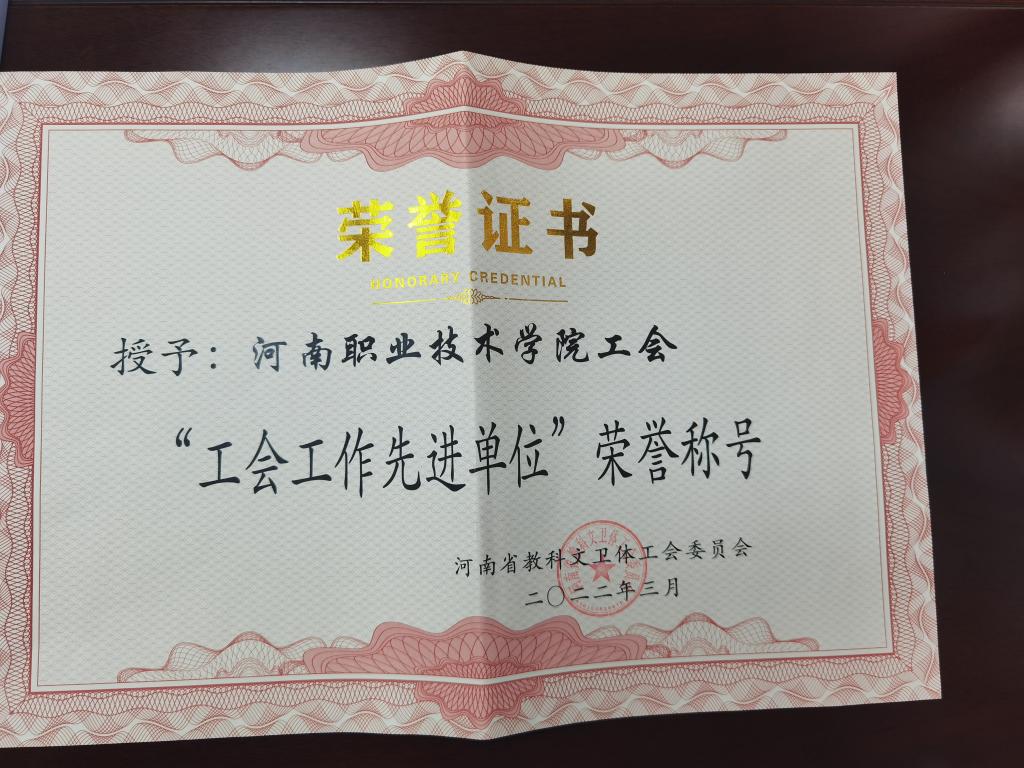 荣誉证书
HONORARY CREDENTIAL
授予：河南职业技术学院工会
“工会工作先进单位”荣誉称号
河南省教科文卫体工会委员会
二〇二二年三月